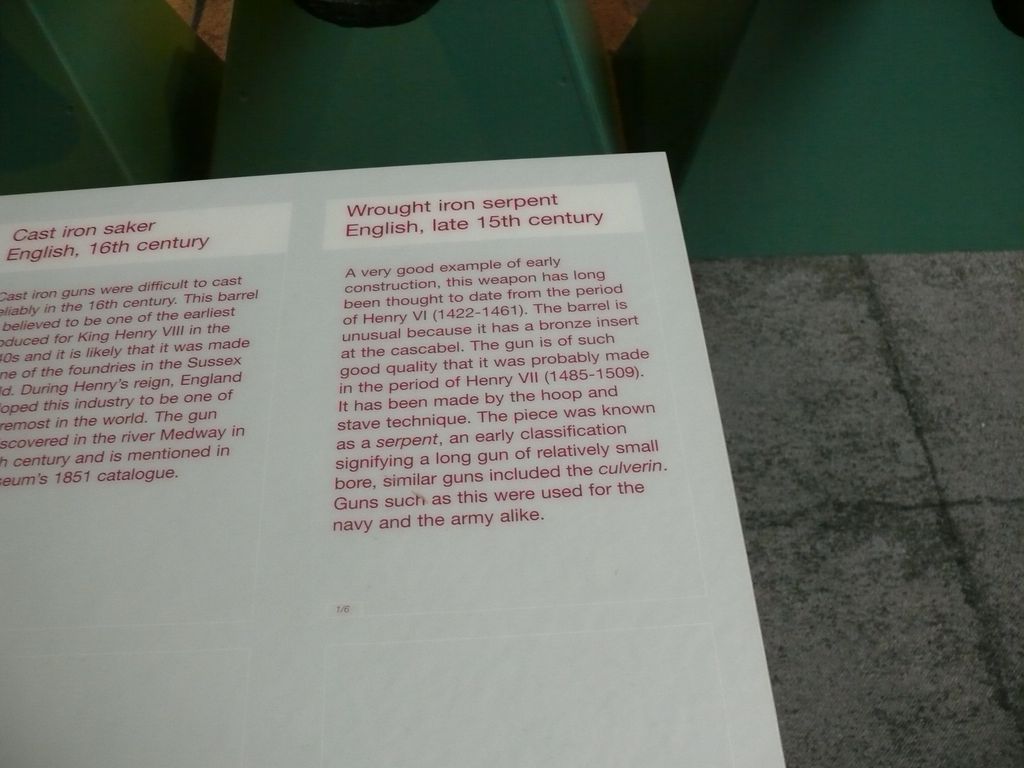 Cast iron saker
English, 16th century
Cast iron guns were difficult to cast
in the 16th century. This barrel
believed to be one of the earliest
for King Henry VIII in the
and it is likely that it was made
of the foundries in the Sussex
During Henry's reign, England
this industry to be one of
in the world. The gun
in the river Medway in
century and is mentioned in
1851 catalogue.
Wrought iron serpent
English, late 15th century
A very good example of early
construction, this weapon has long
been thought to date from the period
of Henry VI (1422-1461). The barrel is
unusual because it has a bronze insert
at the cascabel. The gun is of such
good quality that it was probably made
in the period of Henry VII (1485-1509).
It has been made by the hoop and
stave technique. The piece was known
as a serpent, an early classification
signifying a long gun of relatively small
bore, similar guns included the culverin.
Guns such as this were used for the
navy and the army alike.
1/6